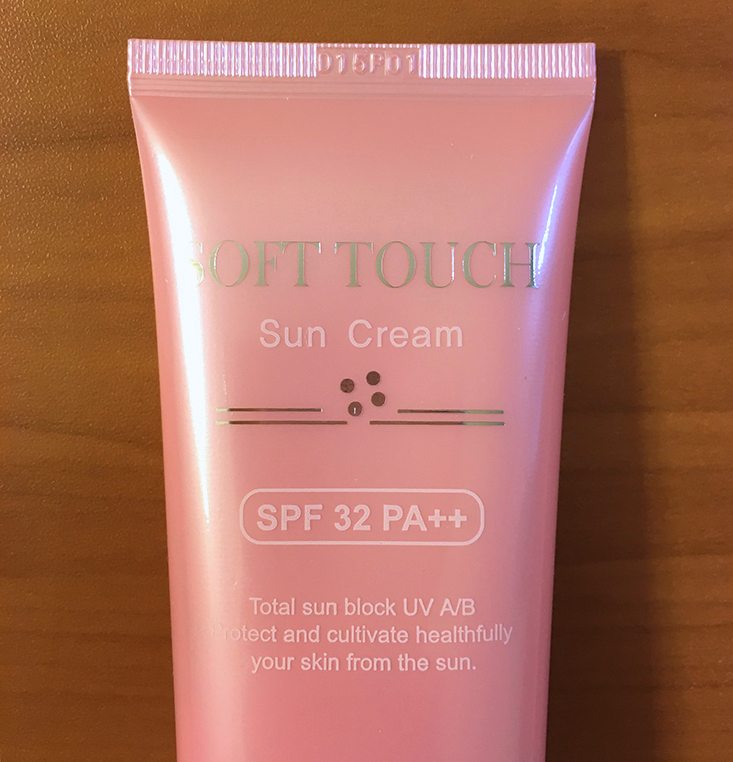 D15P01
SOFT TOUCH
Sun Cream
SPF 32 PA++
Total sun block UV A/B
Protect and cultivate healthfully
your skin from the sun.